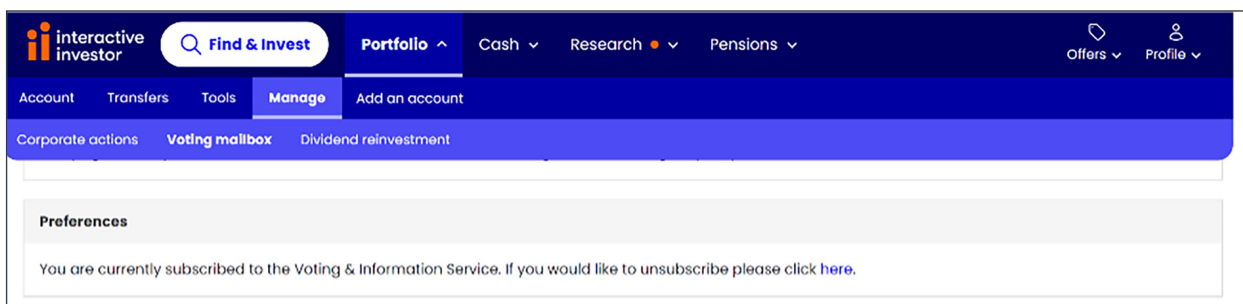 interactive investor
Find & Invest
Portfolio
Cash
Research
Pensions
Offers
Profile
Account
Transfers
Tools
Manage
Add an account
Corporate actions
Voting mailbox
Dividend reinvestment
Preferences
You are currently subscribed to the Voting & Information Service. If you would like to unsubscribe please click here.